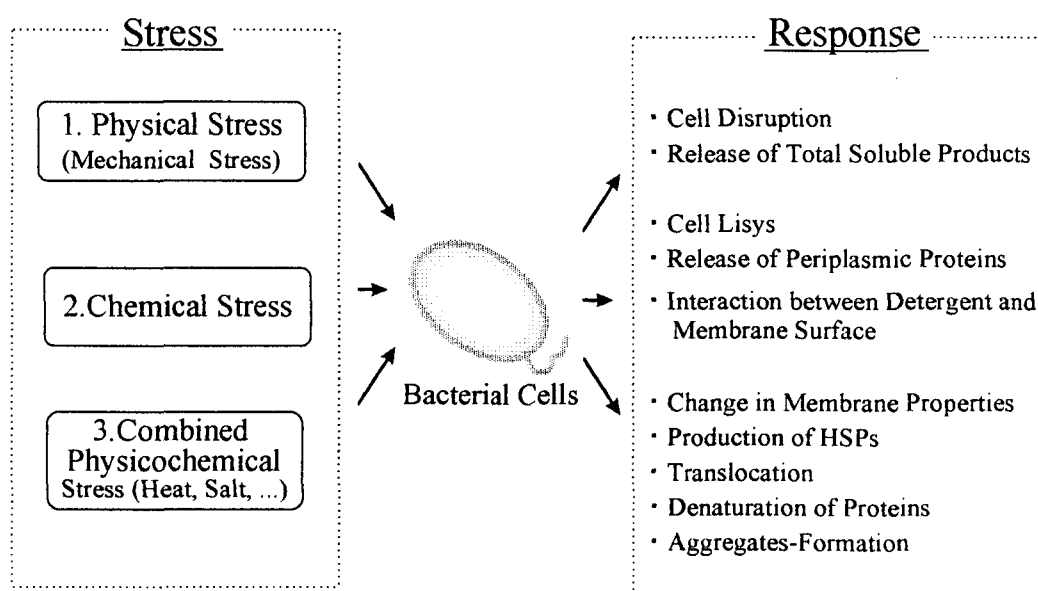 Stress
1. Physical Stress
(Mechanical Stress)
2.Chemical Stress
3.Combined
Physicochemical
Stress (Heat, Salt, ...)
Bacterial Cells
Response
· Cell Disruption
· Release of Total Soluble Products
· Cell Lisys
· Release of Periplasmic Proteins
· Interaction between Detergent and
Membrane Surface
· Change in Membrane Properties
· Production of HSPs
· Translocation
· Denaturation of Proteins
· Aggregates-Formation